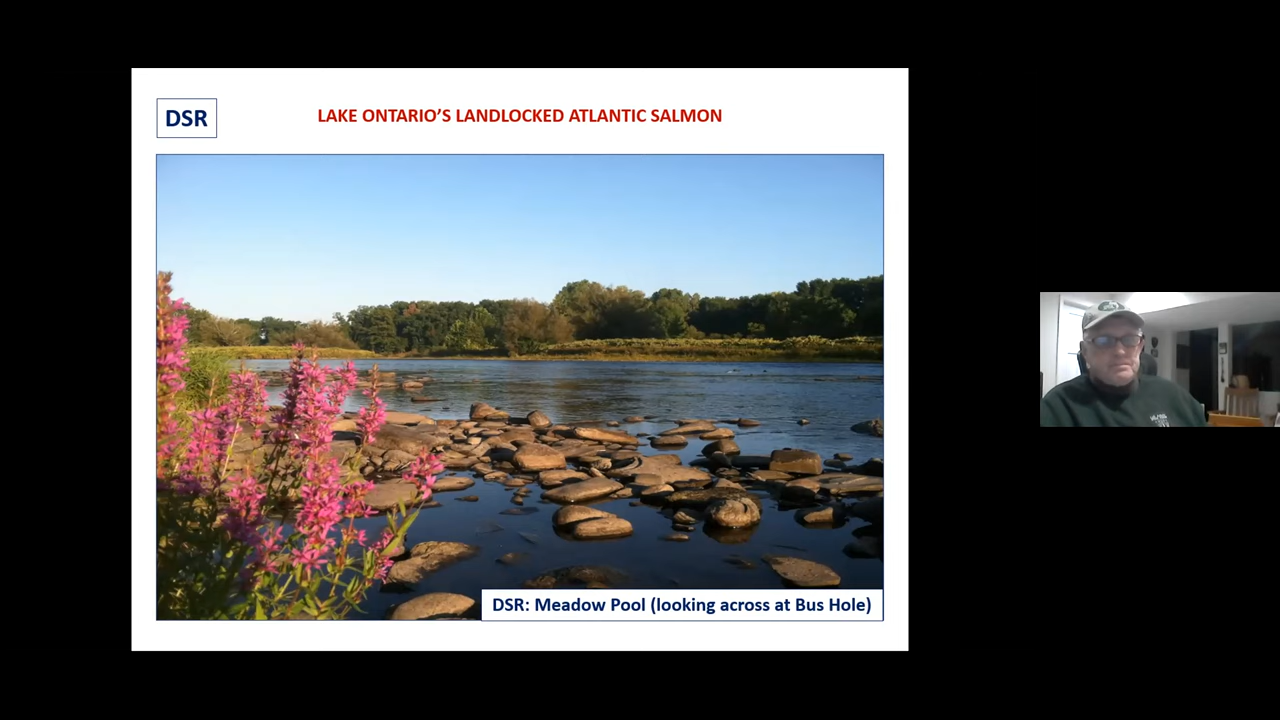 DSR
LAKE ONTARIO'S LANDLOCKED ATLANTIC SALMON
DSR: Meadow Pool (looking across at Bus Hole)